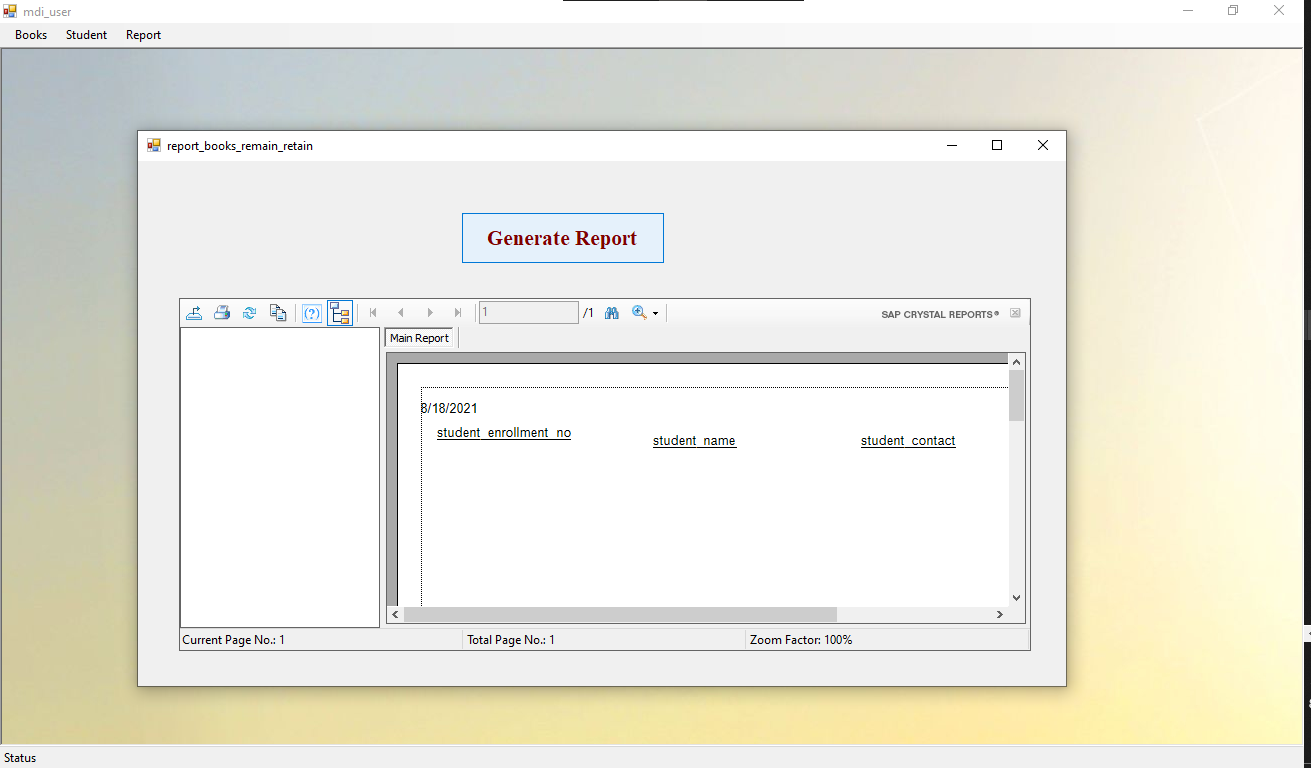 mdi_user
Books Student Report
report_books_remain_retain
Generate Report
1 /1 SAP CRYSTAL REPORTS®
Main Report
8/18/2021
student_enrollment_no student_name student_contact
Current Page No.: 1 Total Page No.: 1 Zoom Factor: 100%
Status